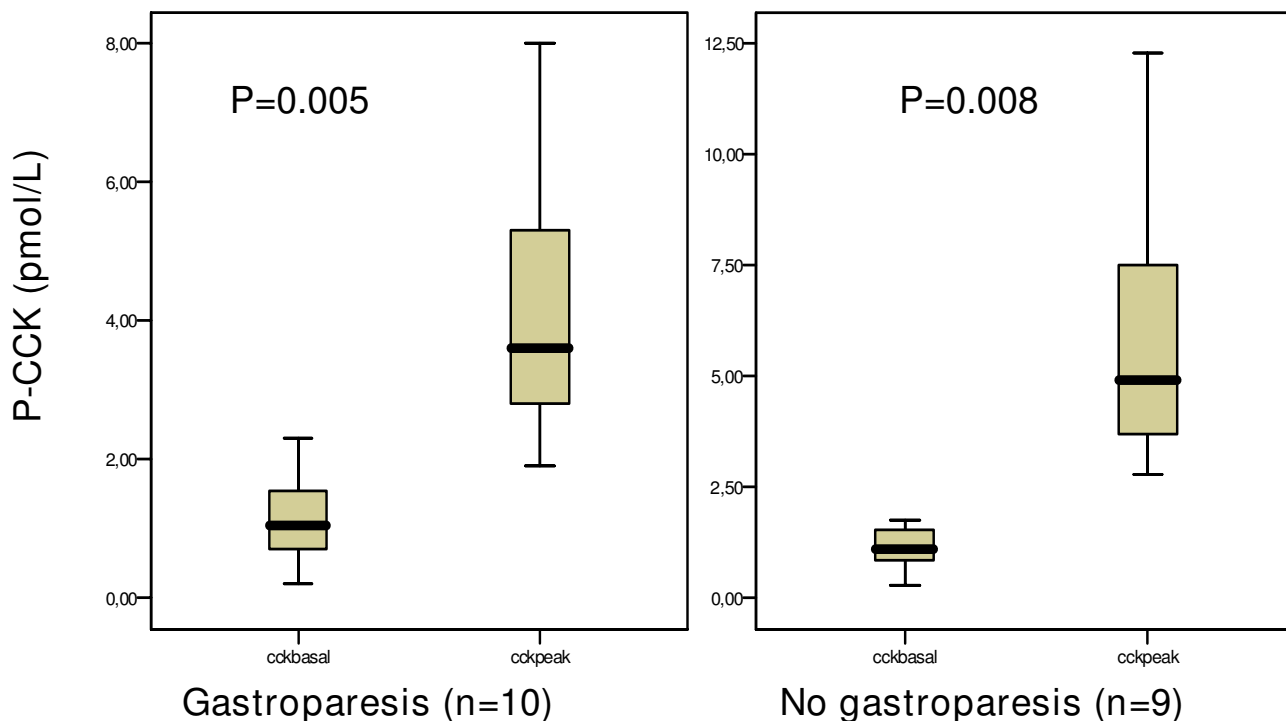 P-CCK (pmol/L)
8,00
6,00
4,00
2,00
0,00
P=0.005
cckbasal
cckpeak
Gastroparesis (n=10)
12,50
10,00
7,50
5,00
2,50
0,00
P=0.008
cckbasal
cckpeak
No gastroparesis (n=9)